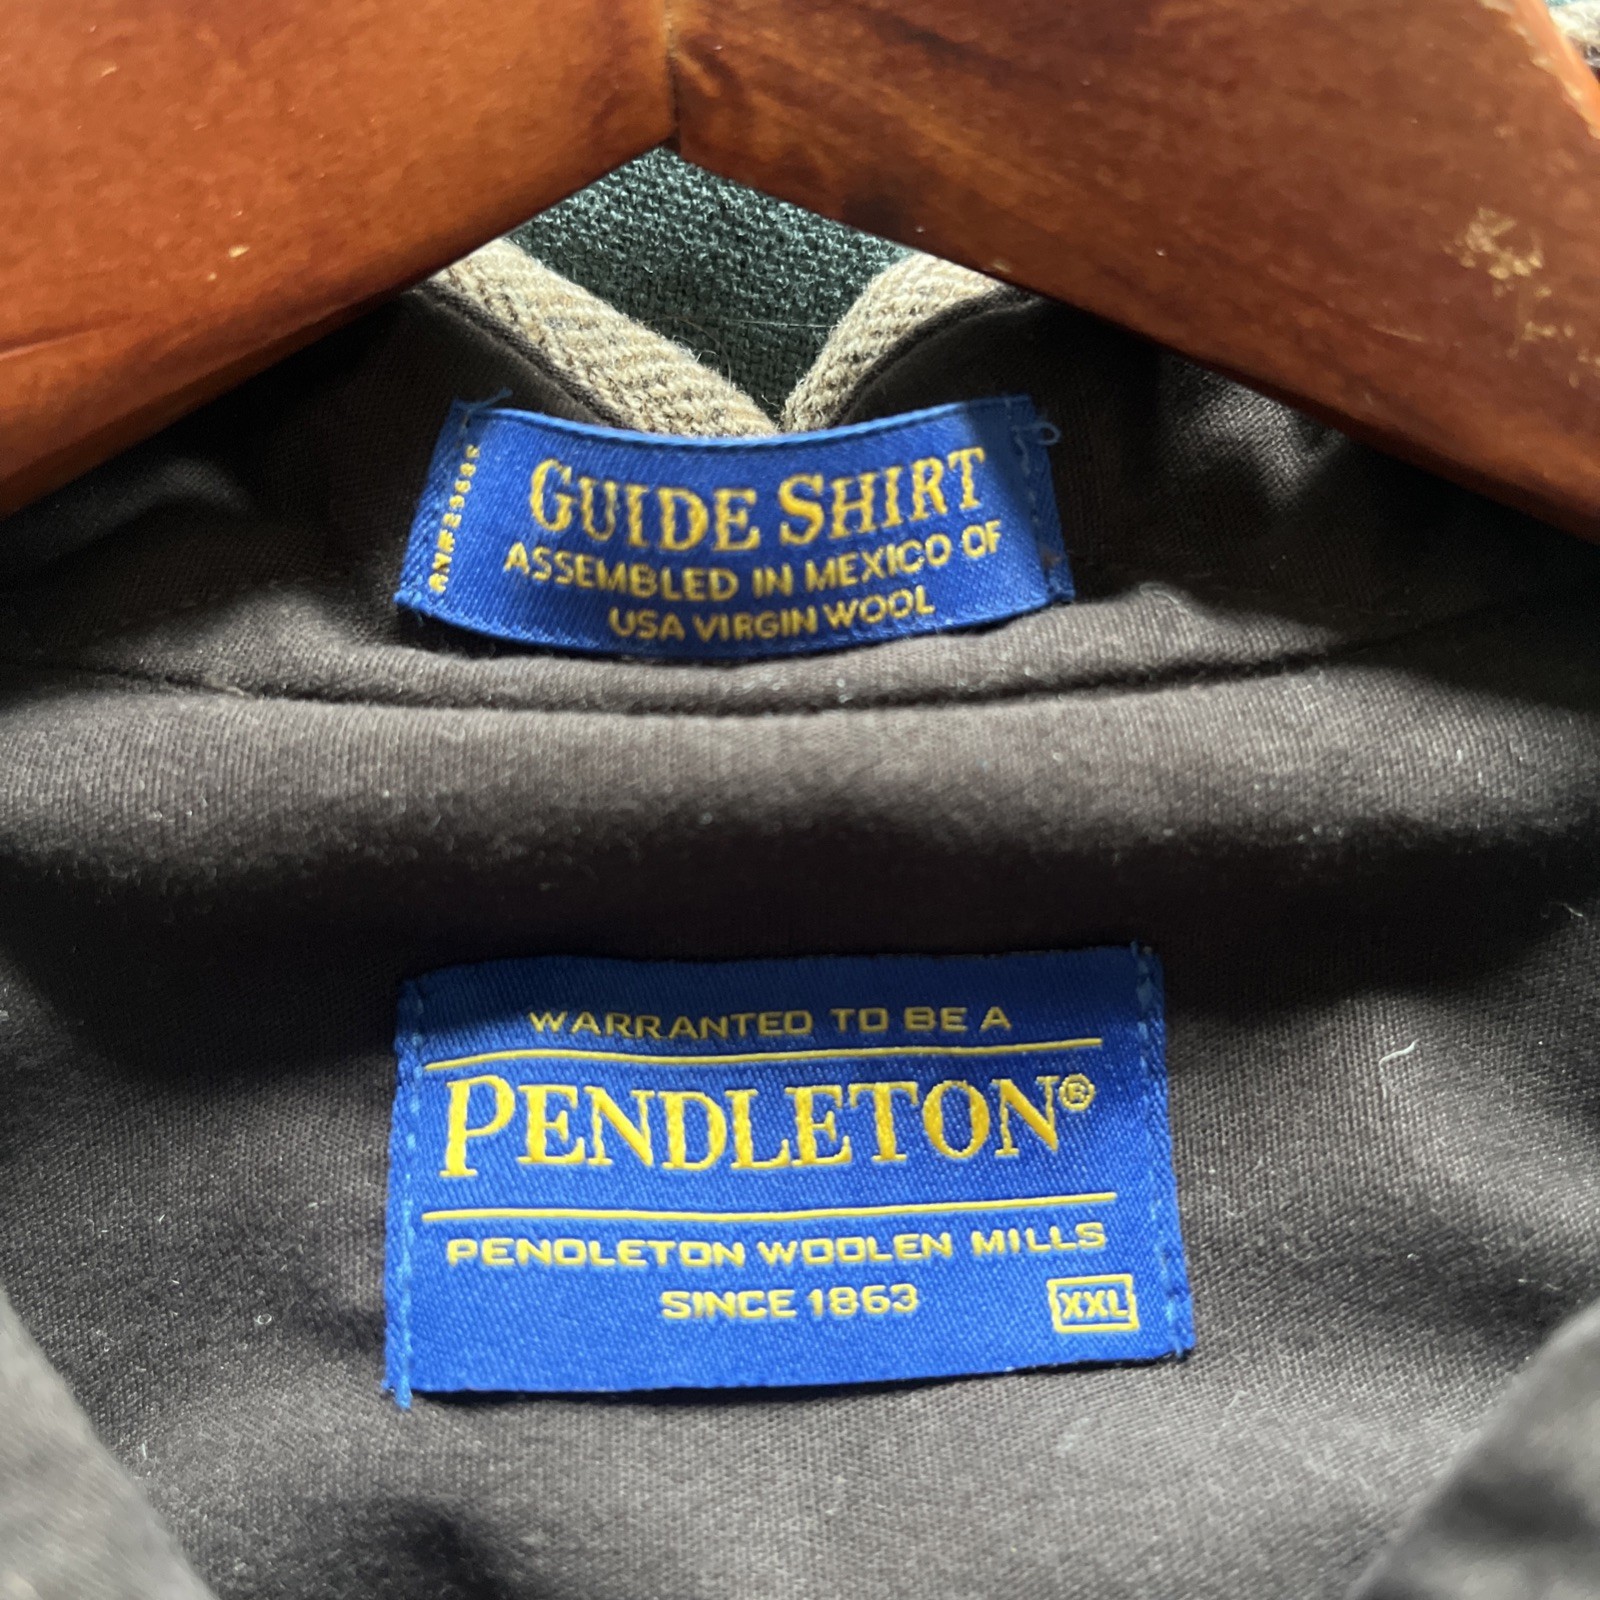 GUIDE SHIRT
ASSEMBLED IN MEXICO OF
USA VIRGIN WOOL
WARRANTED TO BE A
PENDLETON®
PENDLETON WOOLEN MILLS
SINCE 1863
XXL